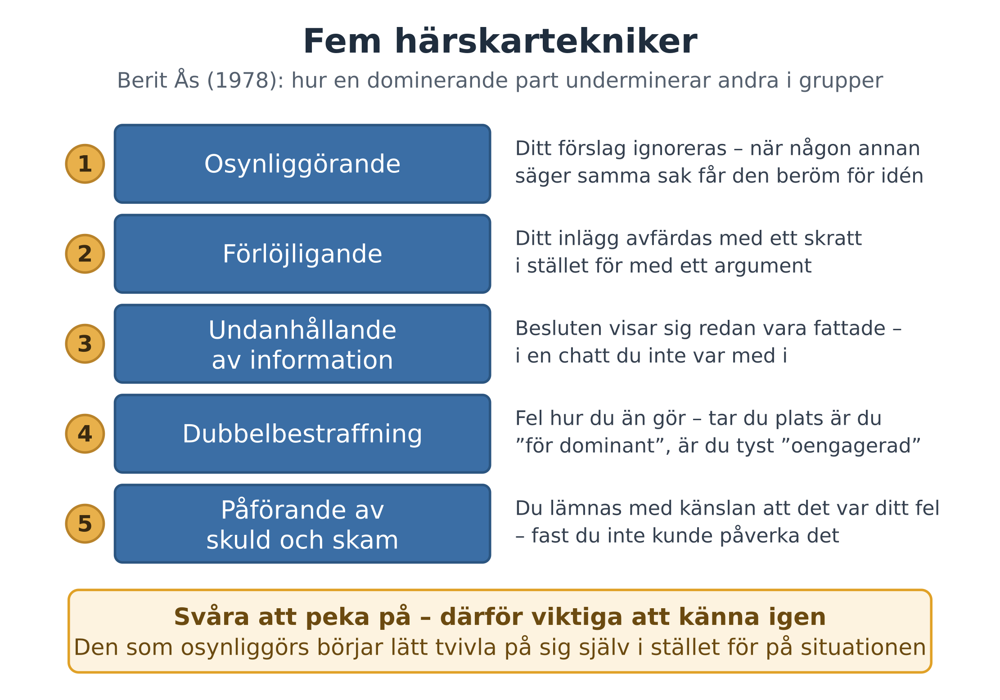 Fem härskartekniker
Berit Ås (1978): hur en dominerande part underminerar andra i grupper
1
Osynliggörande
Ditt förslag ignoreras – när någon annan
säger samma sak får den beröm för idén
2
Förlöjligande
Ditt inlägg avfärdas med ett skratt
i stället för med ett argument
3
Undanhållande
av information
Besluten visar sig redan vara fattade –
i en chatt du inte var med i
4
Dubbelbestraffning
Fel hur du än gör – tar du plats är du
”för dominant”, är du tyst ”oengagerad”
5
Påförande av
skuld och skam
Du lämnas med känslan att det var ditt fel
– fast du inte kunde påverka det
Svåra att peka på – därför viktiga att känna igen
Den som osynliggörs börjar lätt tvivla på sig själv i stället för på situationen